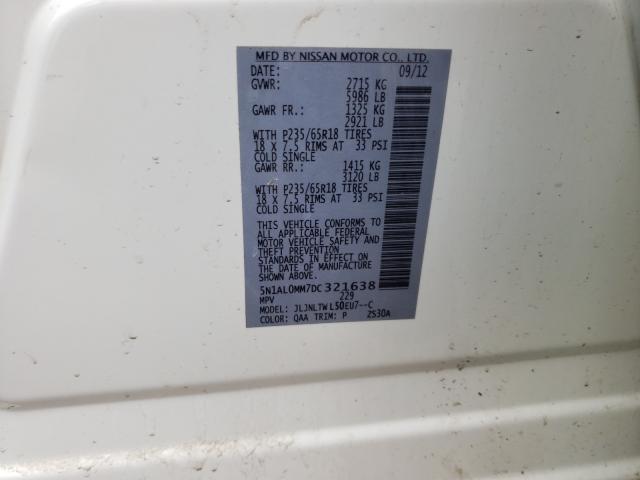 MFD BY NISSAN MOTOR CO., LTD.
DATE: 09/12
GVWR: 2715 KG
5986 LB
GAWR FR.: 1325 KG
2921 LB
WITH P235/65R18 TIRES
18 X 7.5 RIMS AT 33 PSI
COLD SINGLE
GAWR RR.: 1415 KG
3120 LB
WITH P235/65R18 TIRES
18 X 7.5 RIMS AT 33 PSI
COLD SINGLE
THIS VEHICLE CONFORMS TO
ALL APPLICABLE FEDERAL
MOTOR VEHICLE SAFETY AND
THEFT PREVENTION
STANDARDS IN EFFECT ON
THE DATE OF MANUFACTURE
SHOWN ABOVE.
5N1AL0MM7DC321638
MPV 229
MODEL: JLJNLTWL50EU7--C
COLOR: QAA TRIM: P 2S30A